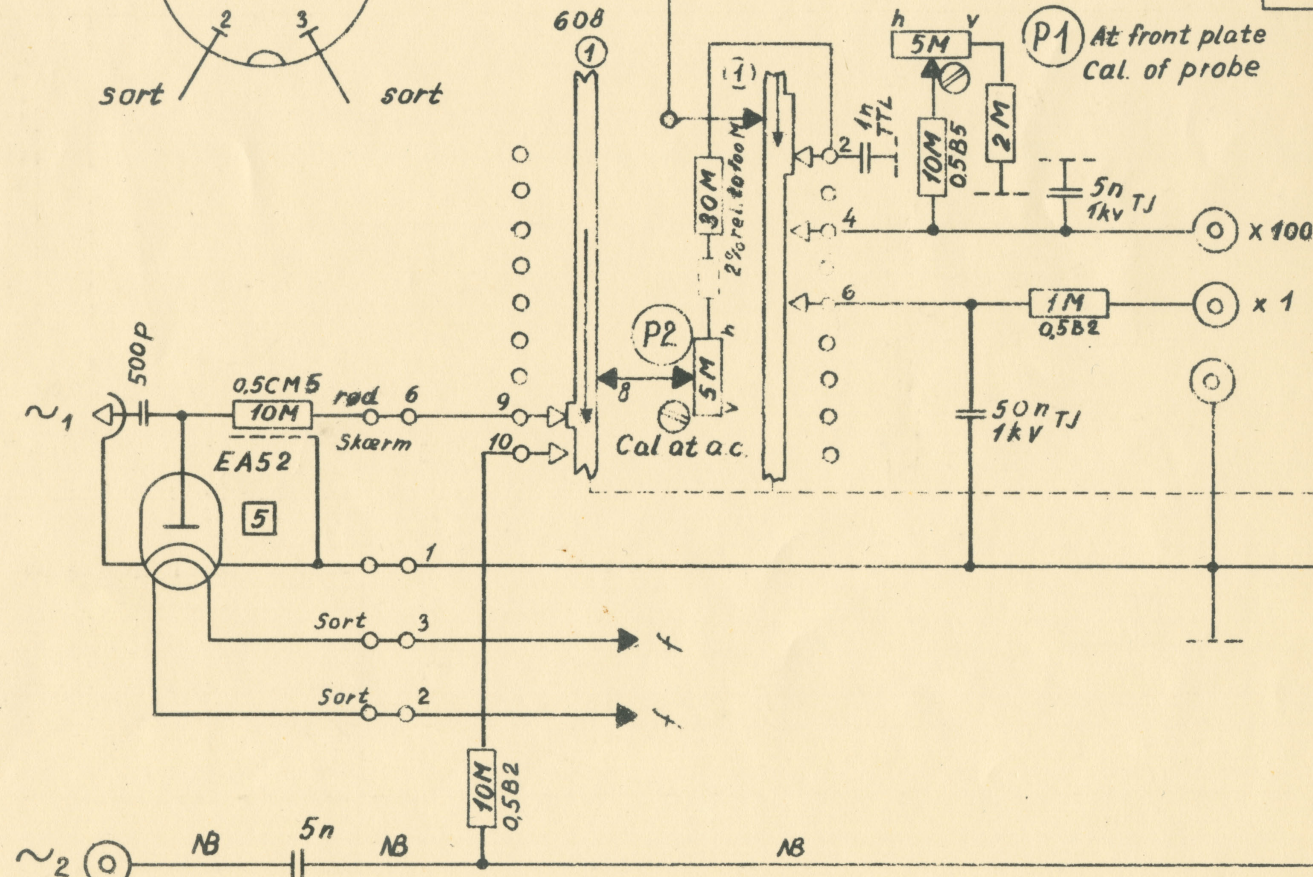 608
1
2
3
sort
sort
(1)
h
v
5M
P1
At front plate
Cal. of probe
1n
TTL
2
10M
0,5B5
2M
30M
2% rel. to 100M
5n
1kv TJ
4
x 100
6
1M
0,5B2
x 1
P2
h
5M
v
8
Cal at a.c.
50n TJ
1kV
500p
0,5CM5
10M
rød
6
9
~1
Skærm
10
EA52
5
1
Sort
3
f
Sort
2
f
10M
0,5B2
~2
NB
5n
NB
NB